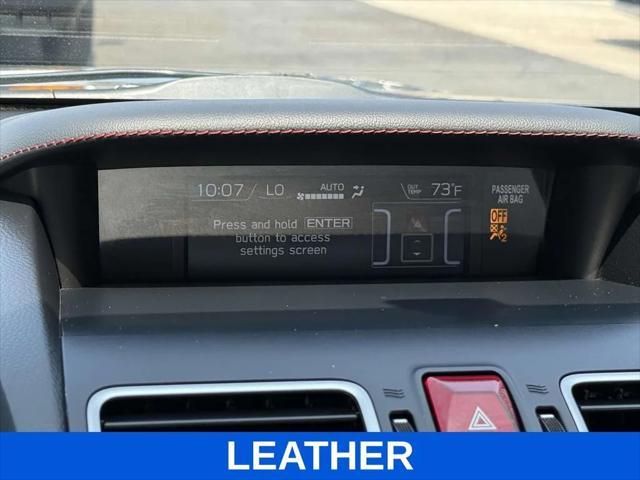 10:07 LO AUTO OUT TEMP 73°F
PASSENGER
AIR BAG
OFF
2
Press and hold ENTER
button to access
settings screen
LEATHER